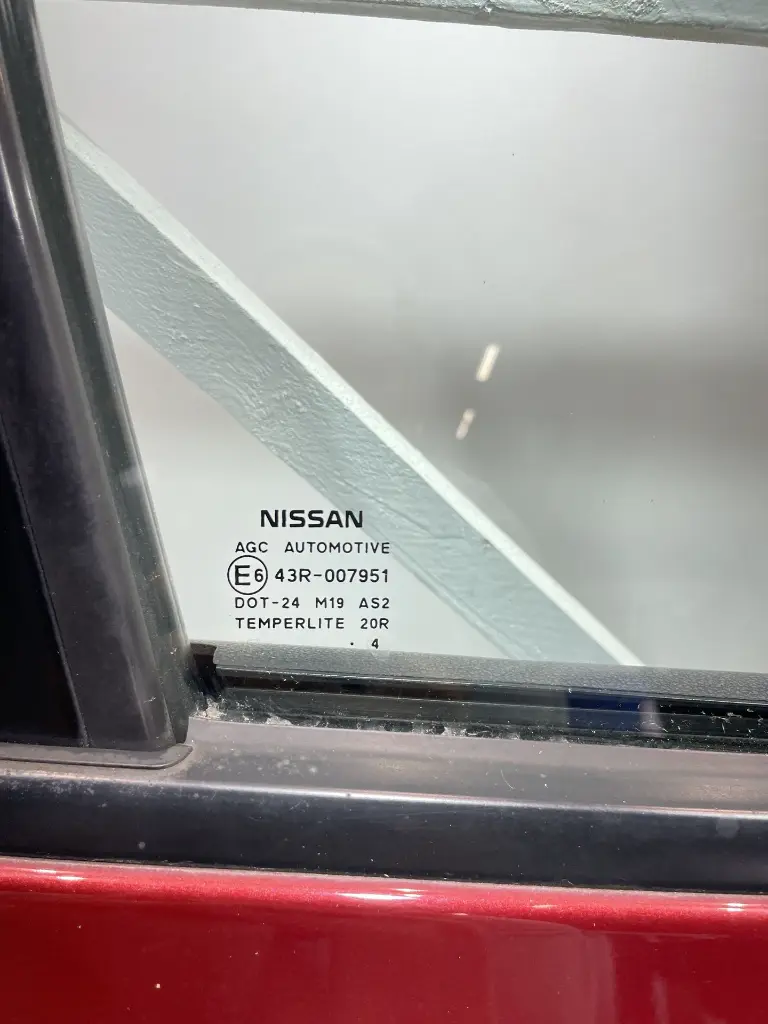 NISSAN
AGC AUTOMOTIVE
E6 43R-007951
DOT-24 M19 AS2
TEMPERLITE 20R
. 4